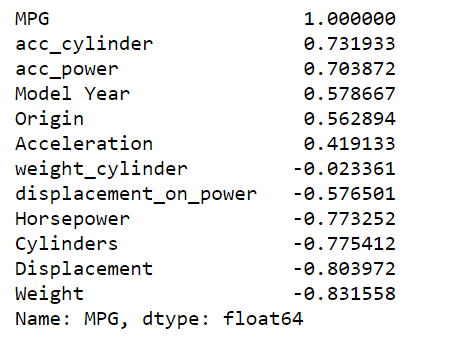 MPG 1.000000
acc_cylinder 0.731933
acc_power 0.703872
Model Year 0.578667
Origin 0.562894
Acceleration 0.419133
weight_cylinder -0.023361
displacement_on_power -0.576501
Horsepower -0.773252
Cylinders -0.775412
Displacement -0.803972
Weight -0.831558
Name: MPG, dtype: float64